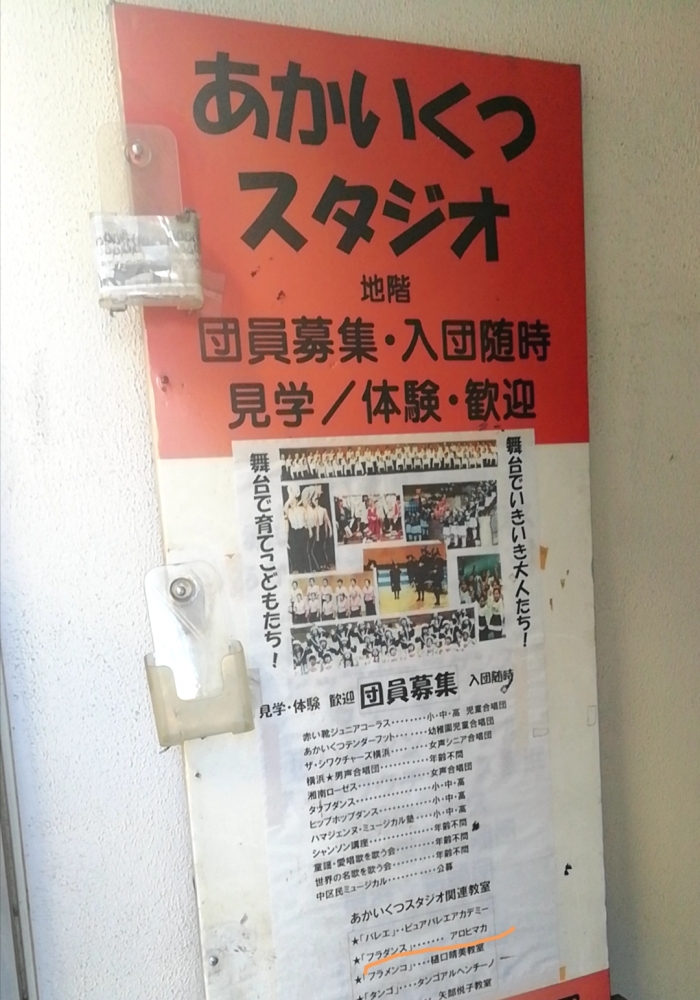 あかいくつ
スタジオ
地階
団員募集・入団随時
見学／体験・歓迎
舞台でいきいき大人たち！
舞台で育てこどもたち！
見学・体験 歓迎 団員募集 入団随時
赤い靴ジュニアコーラス・・・・・・・・小・中・高 児童合唱団
あかいくつテンダーフット・・・・・・幼稚園児合唱団
ザ・シワクチャーズ横浜・・・・・・・女声シニア合唱団
横浜★男声合唱団・・・・・・・・・・・・年齢不問
湘南ローゼス・・・・・・・・・・・・・・・・女声合唱団
タップダンス・・・・・・・・・・・・・・・小・中・高
ヒップホップダンス・・・・・・・・・・小・中・高
ハマジェンヌ・ミュージカル塾・・・・小・中・高
シャンソン講座・・・・・・・・・・・・・年齢不問
童謡・愛唱歌を歌う会・・・・・・・・・年齢不問
世界の名歌を歌う会・・・・・・・・・・年齢不問
中区民ミュージカル・・・・・・・・・・公募
あかいくつスタジオ関連教室
★「バレエ」・・ピュアバレエアカデミー
★「フラダンス」・・・・・・・ アロヒマカ
★「フラメンコ」・・・・樋口晴美教室
★「タンゴ」・・・・タンゴアルヘンチーノ
矢部悦子教室